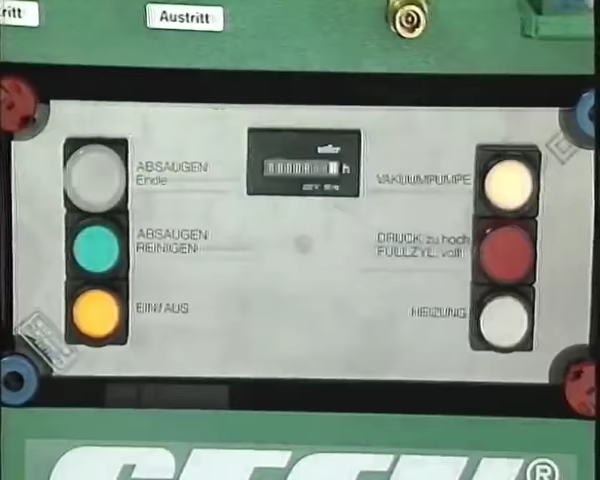 Austritt
ABSAUGEN
Ende
ABSAUGEN
REINIGEN
EIN/AUS
h
VAKUUMPUMPE
DRUCK zu hoch
FÜLLZYL. voll!
HEIZUNG
®